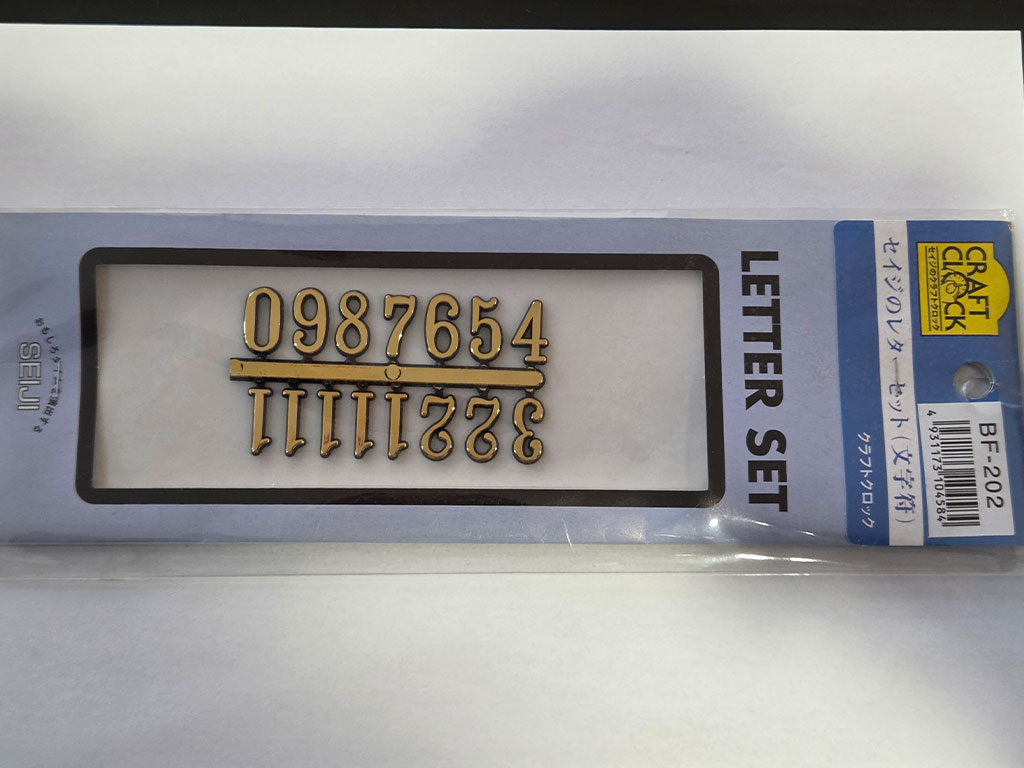 CRAFT
CLOCK
セイジのクラフトクロック
BF-202
4 931173 104584
セイジのレターセット(文字符)
クラフトクロック
LETTER SET
0987654
11111223
SEIJI